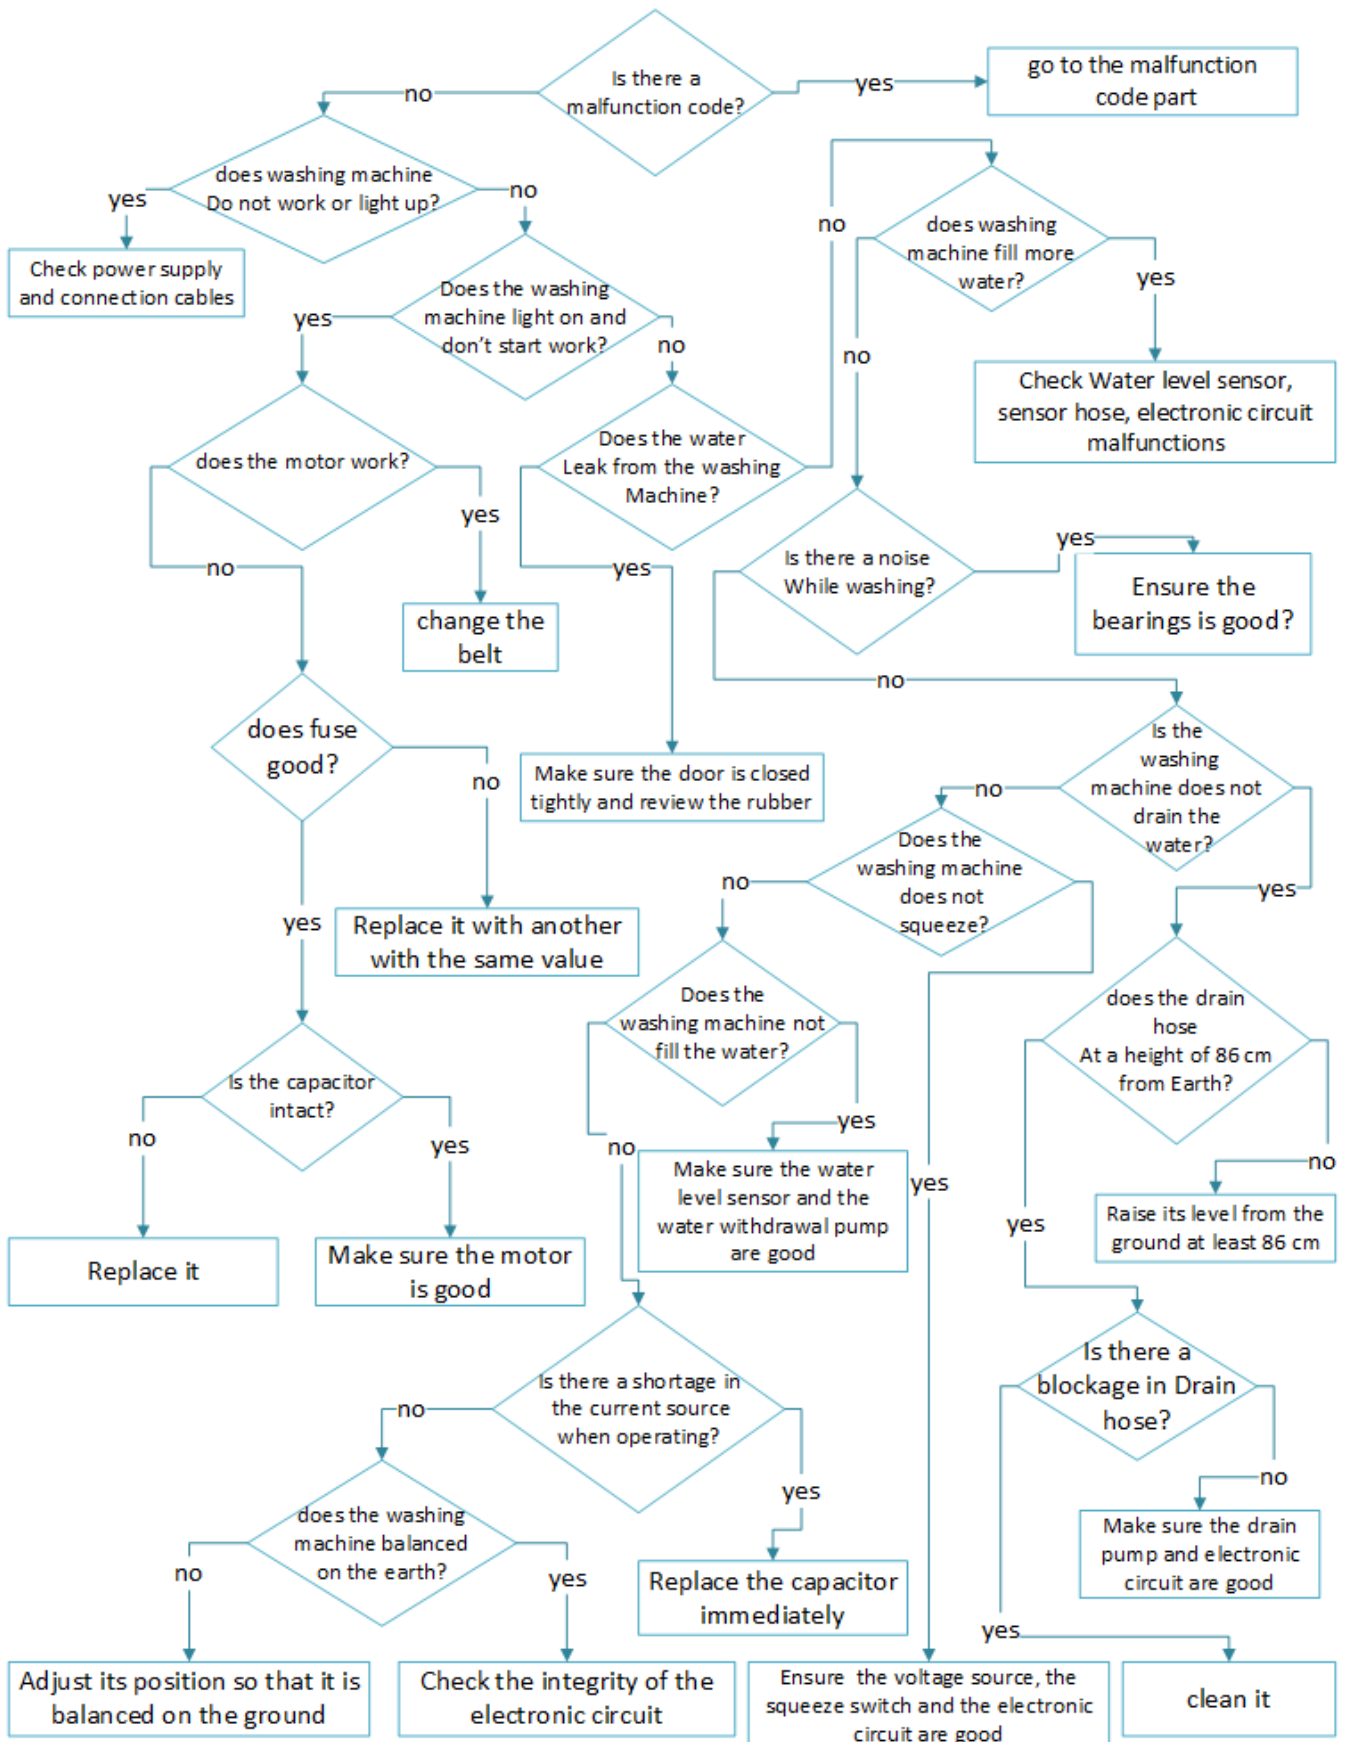 Is there a
malfunction code?
yes
go to the malfunction
code part
no
does washing machine
Do not work or light up?
yes
Check power supply
and connection cables
no
Does the washing
machine light on and
don't start work?
yes
no
does the motor work?
yes
change the
belt
no
Does the water
Leak from the washing
Machine?
yes
Make sure the door is closed
tightly and review the rubber
no
does washing
machine fill more
water?
yes
Check Water level sensor,
sensor hose, electronic circuit
malfunctions
no
Is there a noise
While washing?
yes
Ensure the
bearings is good?
no
does fuse
good?
no
Replace it with another
with the same value
yes
Is the capacitor
intact?
no
Replace it
yes
Make sure the motor
is good
Is the
washing
machine does not
drain the
water?
no
yes
Does the
washing machine
does not
squeeze?
no
yes
Does the
washing machine not
fill the water?
yes
Make sure the water
level sensor and the
water withdrawal pump
are good
no
does the drain
hose
At a height of 86 cm
from Earth?
no
Raise its level from the
ground at least 86 cm
yes
Is there a
blockage in Drain
hose?
no
Make sure the drain
pump and electronic
circuit are good
yes
clean it
Is there a shortage in
the current source
when operating?
no
yes
Replace the capacitor
immediately
does the washing
machine balanced
on the earth?
no
Adjust its position so that it is
balanced on the ground
yes
Check the integrity of the
electronic circuit
Ensure the voltage source, the
squeeze switch and the electronic
circuit are good